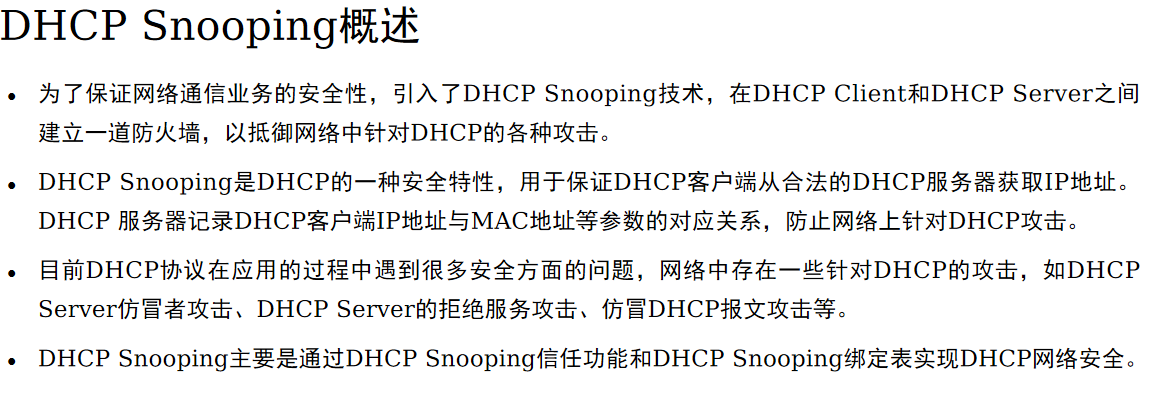 DHCP Snooping概述
• 为了保证网络通信业务的安全性，引入了DHCP Snooping技术，在DHCP Client和DHCP Server之间
建立一道防火墙，以抵御网络中针对DHCP的各种攻击。
• DHCP Snooping是DHCP的一种安全特性，用于保证DHCP客户端从合法的DHCP服务器获取IP地址。
DHCP 服务器记录DHCP客户端IP地址与MAC地址等参数的对应关系，防止网络上针对DHCP攻击。
• 目前DHCP协议在应用的过程中遇到很多安全方面的问题，网络中存在一些针对DHCP的攻击，如DHCP
Server仿冒者攻击、DHCP Server的拒绝服务攻击、仿冒DHCP报文攻击等。
• DHCP Snooping主要是通过DHCP Snooping信任功能和DHCP Snooping绑定表实现DHCP网络安全。